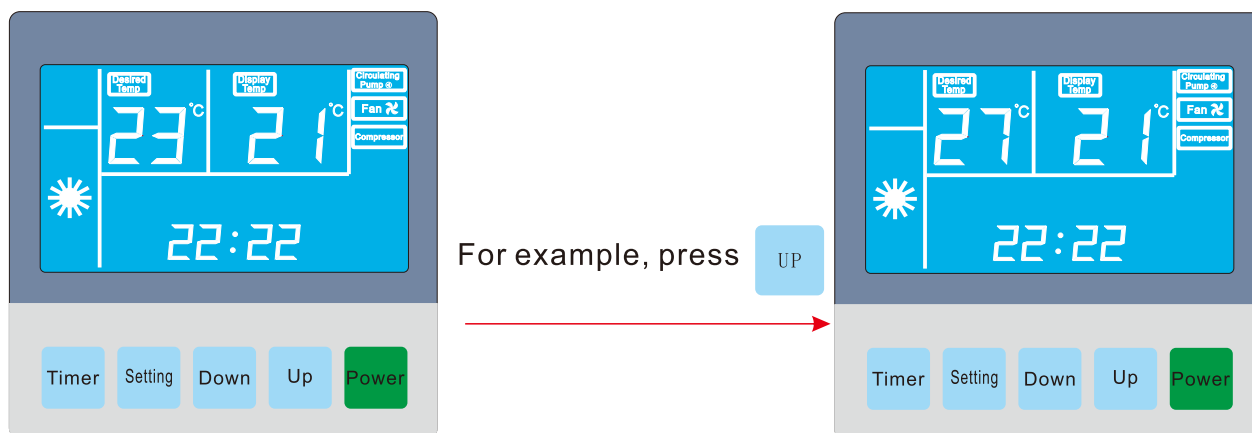 Desired
Temp
23°C
Display
Temp
21°C
Circulating
Pump
Fan
Compressor
22:22
Timer
Setting
Down
Up
Power
For example, press
UP
Desired
Temp
27°C
Display
Temp
21°C
Circulating
Pump
Fan
Compressor
22:22
Timer
Setting
Down
Up
Power